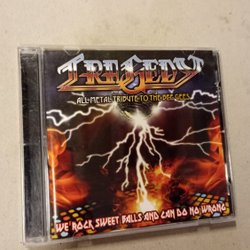 TRAGEDY
ALL METAL TRIBUTE TO THE BEE GEES
WE ROCK SWEET BALLS AND CAN DO NO WRONG